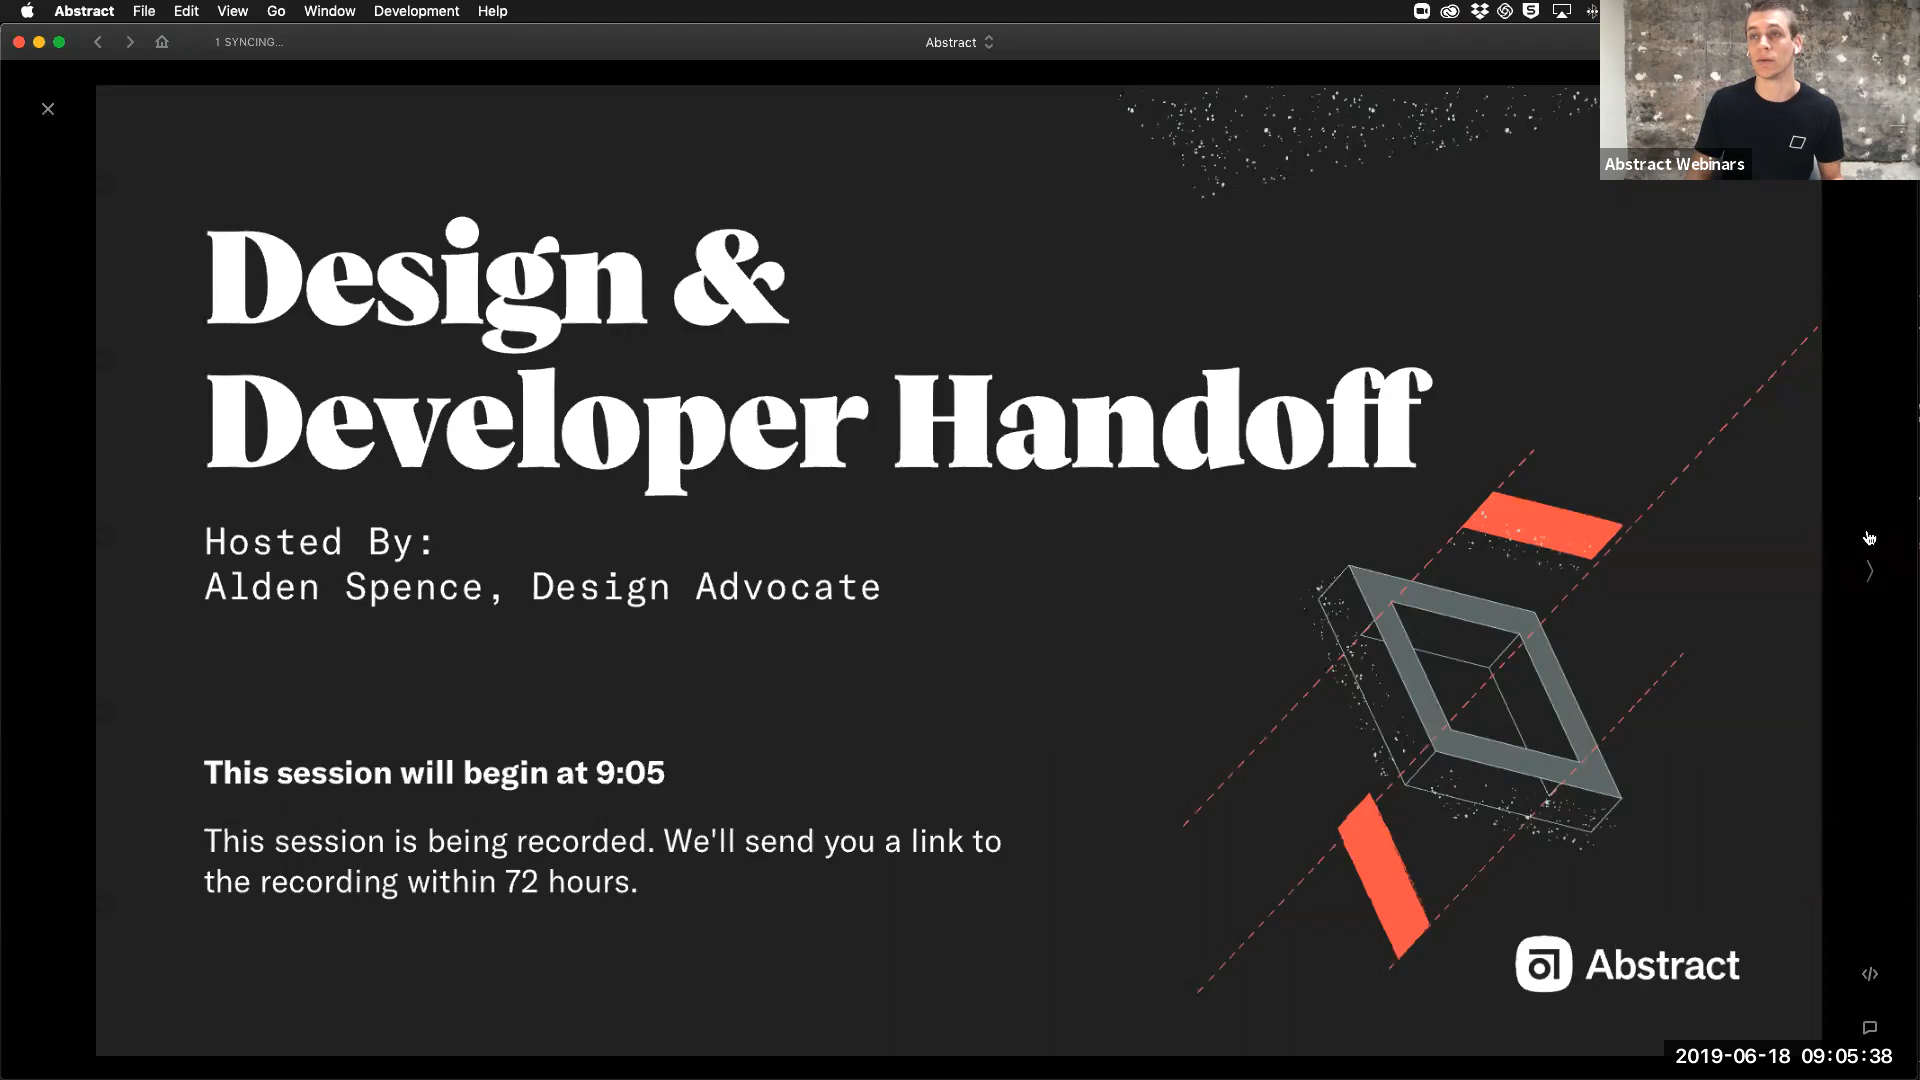 Abstract File Edit View Go Window Development Help
1 SYNCING...
Abstract
Abstract Webinars
Design &
Developer Handoff
Hosted By:
Alden Spence, Design Advocate
This session will begin at 9:05
This session is being recorded. We'll send you a link to
the recording within 72 hours.
Abstract
2019-06-18 09:05:38